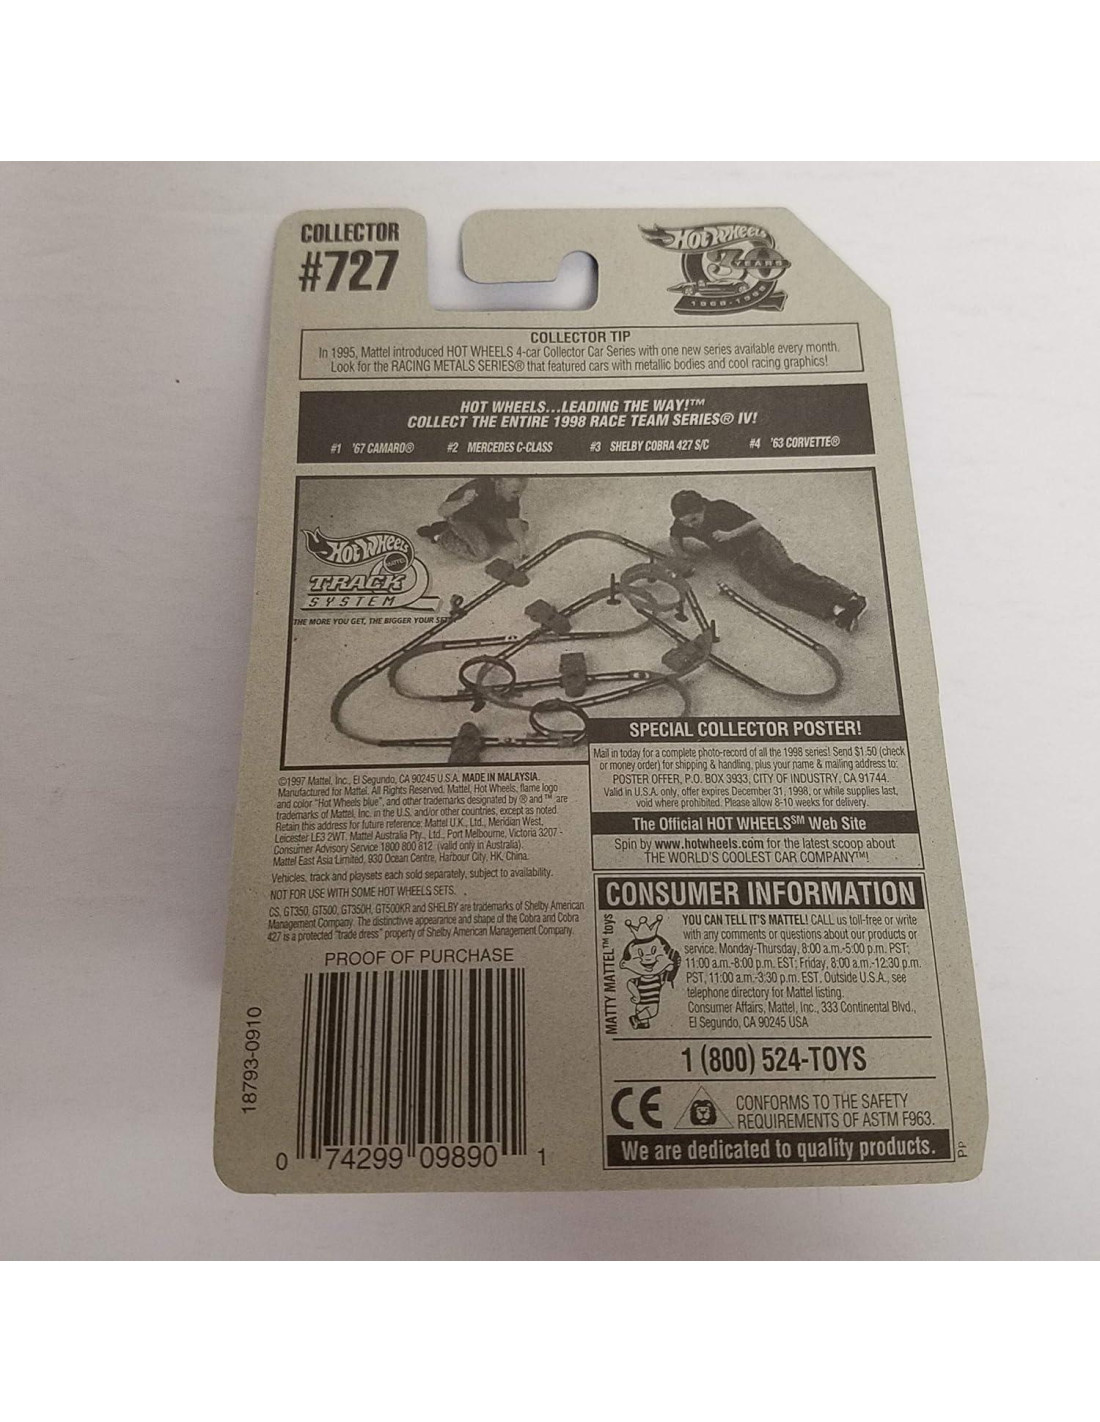 COLLECTOR
#727
HOT WHEELS
30
YEARS
1968-1998
COLLECTOR TIP
In 1995, Mattel introduced HOT WHEELS 4-car Collector Car Series with one new series available every month.
Look for the RACING METALS SERIES® that featured cars with metallic bodies and cool racing graphics!
HOT WHEELS...LEADING THE WAY!™
COLLECT THE ENTIRE 1998 RACE TEAM SERIES® IV!
#1 '67 CAMARO® #2 MERCEDES C-CLASS #3 SHELBY COBRA 427 S/C #4 '63 CORVETTE®
HOT WHEELS
MATTEL
TRACK
SYSTEM
THE MORE YOU GET, THE BIGGER YOUR SET!
SPECIAL COLLECTOR POSTER!
Mail in today for a complete photo-record of all the 1998 series! Send $1.50 (check
or money order) for shipping & handling, plus your name & mailing address to:
POSTER OFFER, P.O. BOX 3933, CITY OF INDUSTRY, CA 91744.
Valid in U.S.A. only, offer expires December 31, 1998, or while supplies last,
void where prohibited. Please allow 8-10 weeks for delivery.
The Official HOT WHEELS℠ Web Site
Spin by www.hotwheels.com for the latest scoop about
THE WORLD'S COOLEST CAR COMPANY™!
©1997 Mattel, Inc., El Segundo, CA 90245 U.S.A. MADE IN MALAYSIA.
Manufactured for Mattel. All Rights Reserved. Mattel, Hot Wheels, flame logo
and color "Hot Wheels blue", and other trademarks designated by ® and ™ are
trademarks of Mattel, Inc. in the U.S. and/or other countries, except as noted.
Retain this address for future reference: Mattel U.K., Ltd., Meridian West,
Leicester LE3 2WT. Mattel Australia Pty., Ltd., Port Melbourne, Victoria 3207 -
Consumer Advisory Service 1800 800 812. (valid only in Australia).
Mattel East Asia Limited, 930 Ocean Centre, Harbour City, HK, China.
Vehicles, track and playsets each sold separately, subject to availability.
NOT FOR USE WITH SOME HOT WHEELS SETS.
CS, GT350, GT500, GT350H, GT500KR and SHELBY are trademarks of Shelby American
Management Company. The distinctive appearance and shape of the Cobra and Cobra
427 is a protected "trade dress" property of Shelby American Management Company.
PROOF OF PURCHASE
18793-0910
0 74299 09890 1
CONSUMER INFORMATION
MATTY MATTEL™ toys
YOU CAN TELL IT'S MATTEL! CALL us toll-free or write
with any comments or questions about our products or
service. Monday-Thursday, 8:00 a.m.-5:00 p.m. PST;
11:00 a.m.-8:00 p.m. EST; Friday, 8:00 a.m.-12:30 p.m.
PST, 11:00 a.m.-3:30 p.m. EST. Outside U.S.A., see
telephone directory for Mattel listing.
Consumer Affairs, Mattel, Inc., 333 Continental Blvd.,
El Segundo, CA 90245 USA
1 (800) 524-TOYS
CE
CONFORMS TO THE SAFETY
REQUIREMENTS OF ASTM F963.
We are dedicated to quality products.
PP